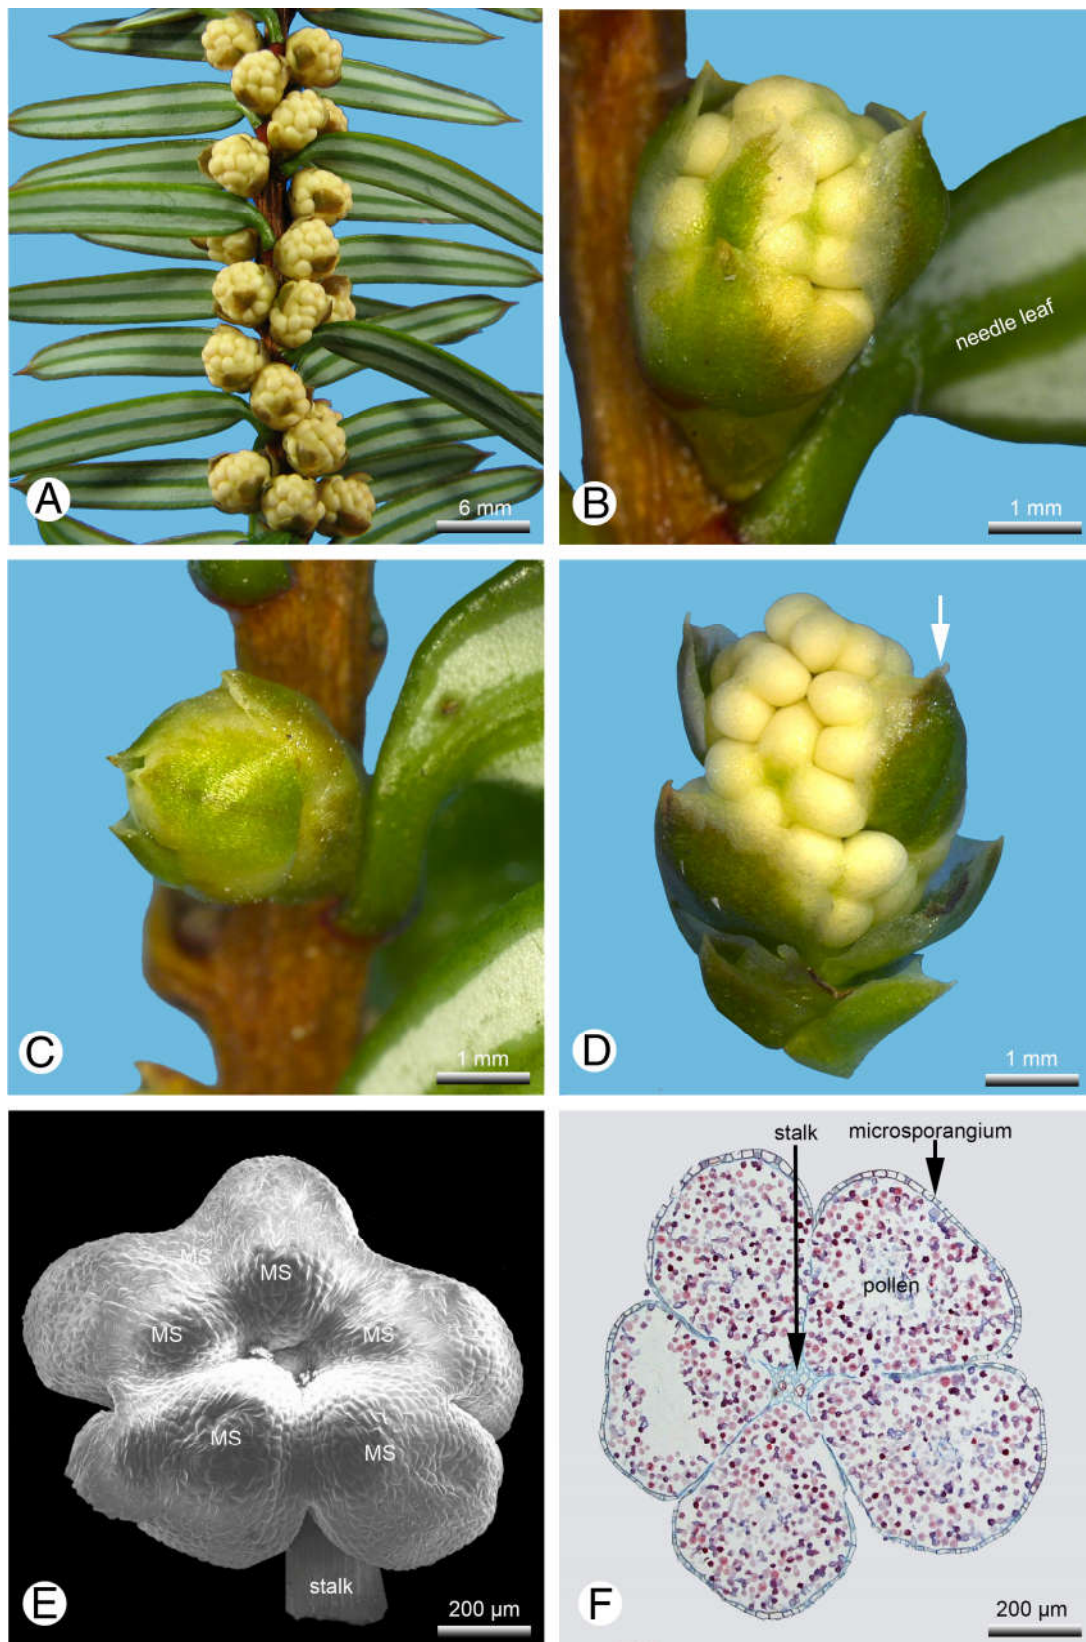 A
6 mm
needle leaf
B
1 mm
C
1 mm
D
1 mm
MS
MS
MS
MS
MS
MS
stalk
E
200 µm
stalk
microsporangium
pollen
F
200 µm